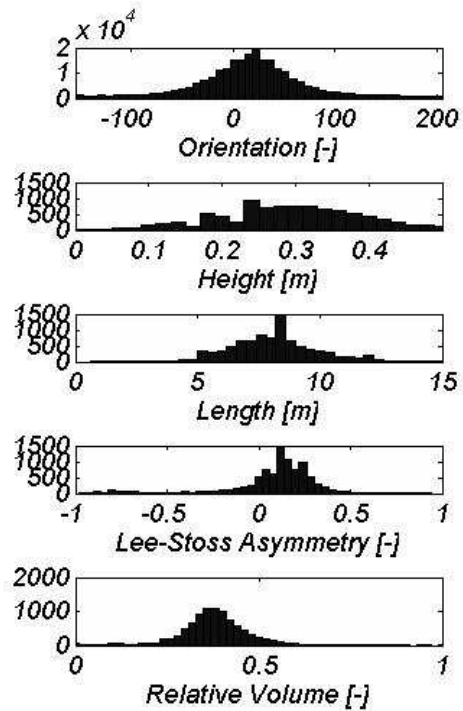 x 10^4
2
1
0
-100 0 100 200
Orientation [-]
1500
1000
500
0
0 0.1 0.2 0.3 0.4
Height [m]
1500
1000
500
0
0 5 10 15
Length [m]
1500
1000
500
0
-1 -0.5 0 0.5 1
Lee-Stoss Asymmetry [-]
2000
1000
0
0 0.5 1
Relative Volume [-]